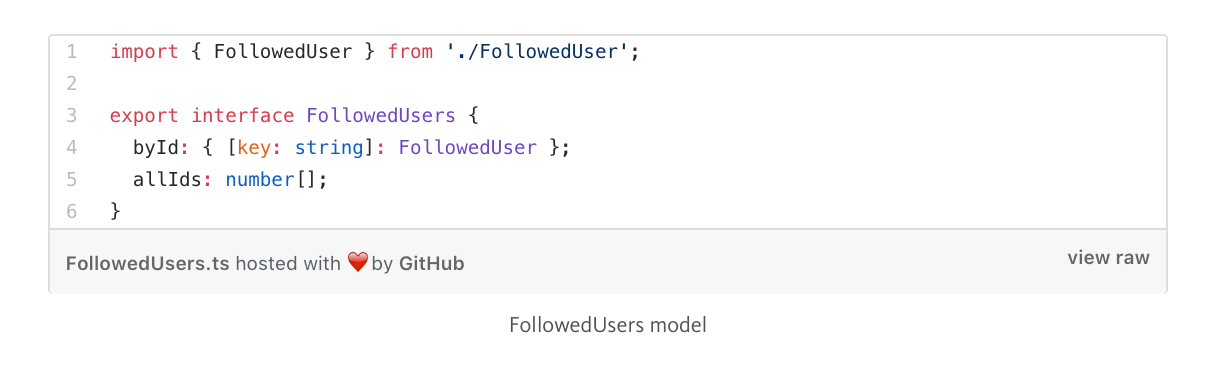 1 import { FollowedUser } from './FollowedUser';
2
3 export interface FollowedUsers {
4   byId: { [key: string]: FollowedUser };
5   allIds: number[];
6 }
FollowedUsers.ts hosted with ❤ by GitHub
view raw
FollowedUsers model